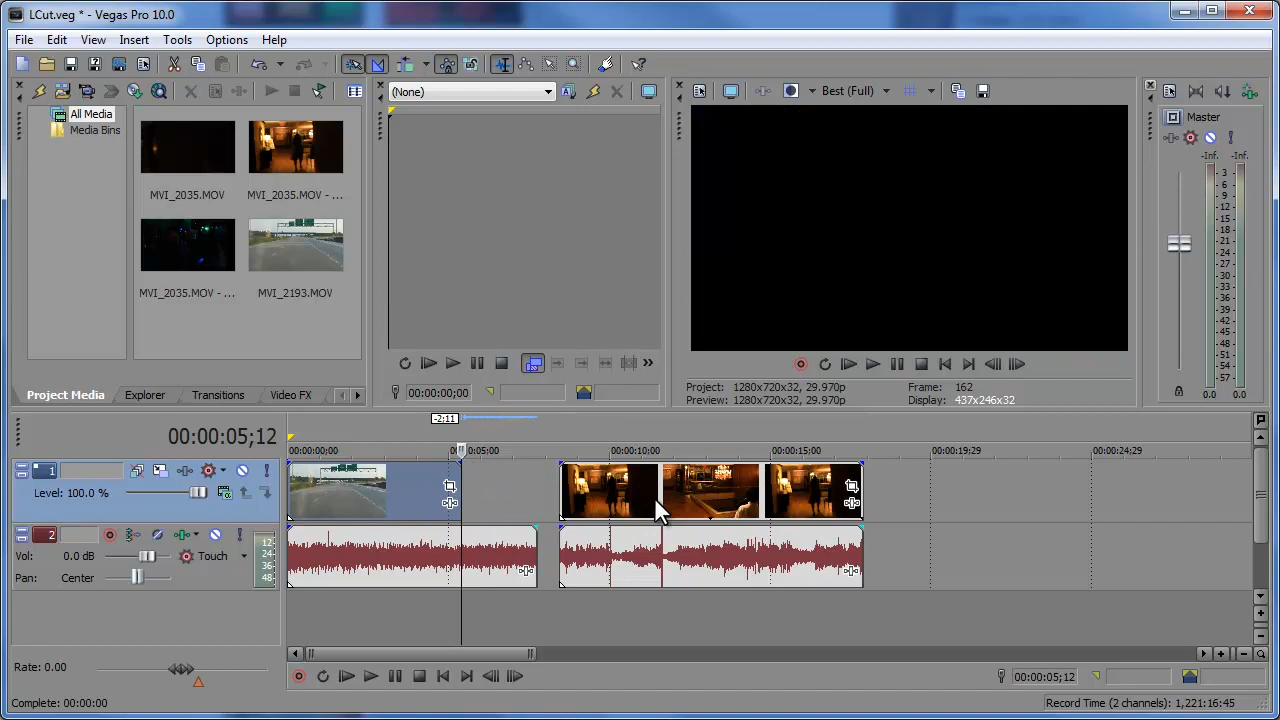 LCut.veg * - Vegas Pro 10.0
File Edit View Insert Tools Options Help
(None)
Best (Full)
All Media
Media Bins
MVI_2035.MOV
MVI_2035.MOV - ...
MVI_2035.MOV - ...
MVI_2193.MOV
Project Media Explorer Transitions Video FX
00:00:00;00
Project: 1280x720x32, 29.970p
Preview: 1280x720x32, 29.970p
Frame: 162
Display: 437x246x32
Master
-Inf. -Inf.
3
6
9
12
15
18
21
24
27
30
33
36
39
42
45
48
51
54
57
0.0 0.0
-2:11
00:00:05;12
00:00:00;00 00:00:05;00 00:00:10;00 00:00:15;00 00:00:19;29 00:00:24;29
1
Level: 100.0 %
2
Vol: 0.0 dB Touch
Pan: Center
12
24
36
48
Rate: 0.00
00:00:05;12
Complete: 00:00:00
Record Time (2 channels): 1,221:16:45